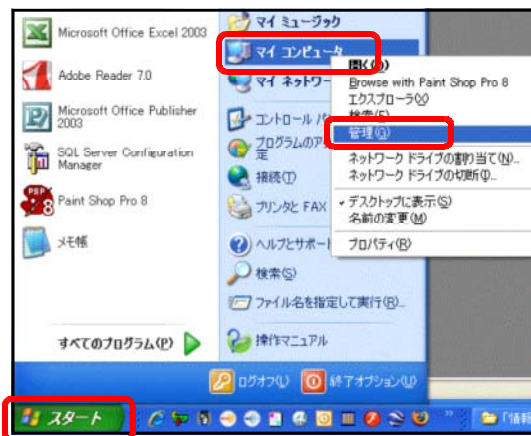 Microsoft Office Excel 2003
Adobe Reader 7.0
Microsoft Office Publisher
2003
SQL Server Configuration
Manager
Paint Shop Pro 8
メモ帳
すべてのプログラム(P)
マイ ミュージック
マイ コンピュータ
マイ ネットワー
コントロール
プログラムのア
定
接続(T)
プリンタと FAX
ヘルプとサポー
検索(S)
ファイル名を指定して実行(R)...
操作マニュアル
開く(O)
Browse with Paint Shop Pro 8
エクスプローラ(X)
検索(E)
管理(G)
ネットワーク ドライブの割り当て(N)...
ネットワーク ドライブの切断(I)...
デスクトップに表示(S)
名前の変更(M)
プロパティ(R)
ログオフ(L)
終了オプション(U)
スタート
「情報